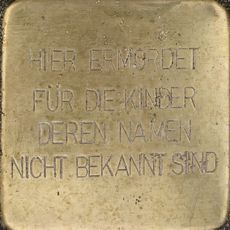 HIER ERMORDET
FÜR DIE KINDER
DEREN NAMEN
NICHT BEKANNT SIND